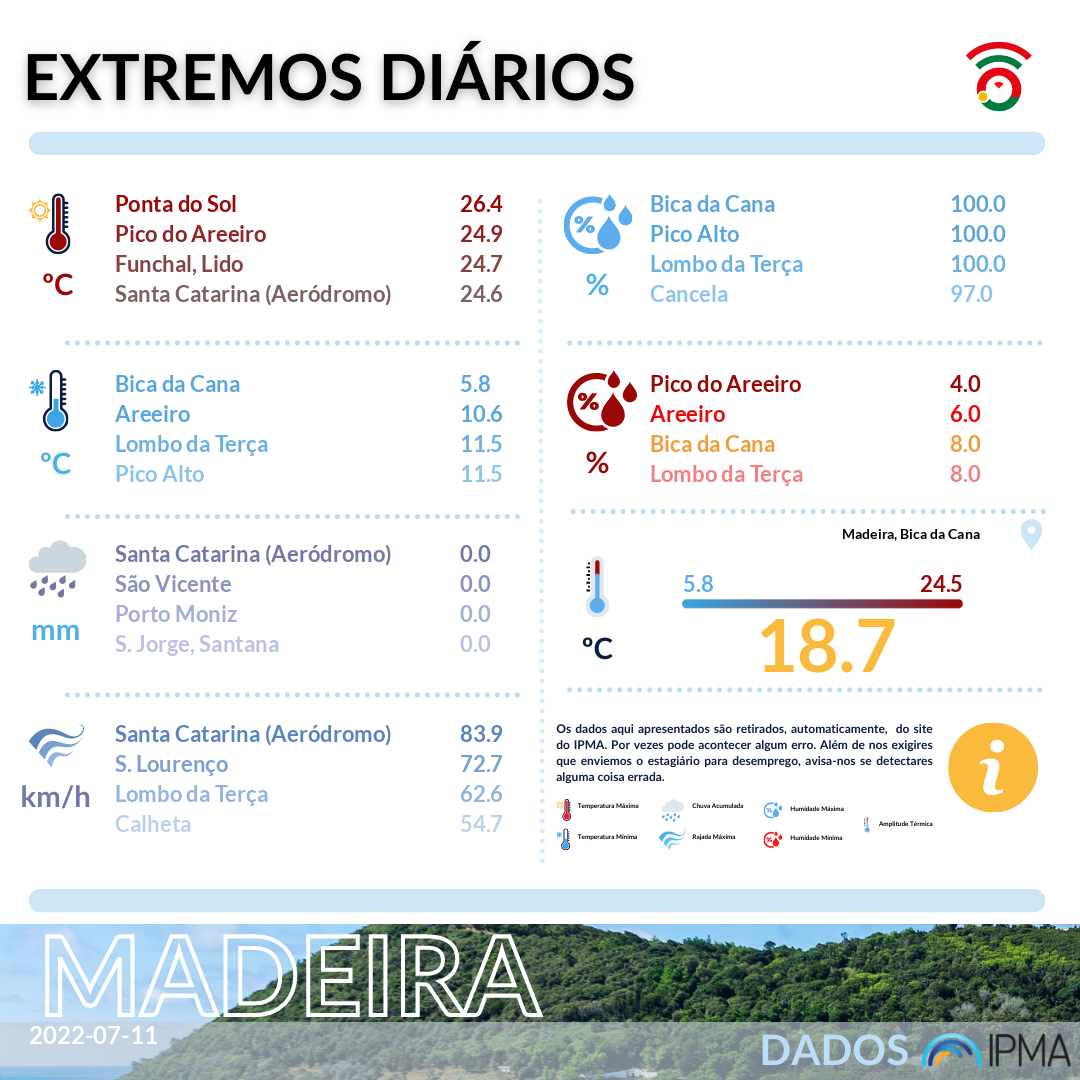 EXTREMOS DIÁRIOS
ºC
Ponta do Sol 26.4
Pico do Areeiro 24.9
Funchal, Lido 24.7
Santa Catarina (Aeródromo) 24.6
%
Bica da Cana 100.0
Pico Alto 100.0
Lombo da Terça 100.0
Cancela 97.0
ºC
Bica da Cana 5.8
Areeiro 10.6
Lombo da Terça 11.5
Pico Alto 11.5
%
%
Pico do Areeiro 4.0
Areeiro 6.0
Bica da Cana 8.0
Lombo da Terça 8.0
mm
Santa Catarina (Aeródromo) 0.0
São Vicente 0.0
Porto Moniz 0.0
S. Jorge, Santana 0.0
Madeira, Bica da Cana
ºC
5.8 24.5
18.7
km/h
Santa Catarina (Aeródromo) 83.9
S. Lourenço 72.7
Lombo da Terça 62.6
Calheta 54.7
Os dados aqui apresentados são retirados, automaticamente, do site
do IPMA. Por vezes pode acontecer algum erro. Além de nos exigires
que enviemos o estagiário para desemprego, avisa-nos se detectares
alguma coisa errada.
i
Temperatura Máxima
Chuva Acumulada
Humidade Máxima
Amplitude Térmica
Temperatura Mínima
Rajada Máxima
Humidade Mínima
MADEIRA
2022-07-11
DADOS IPMA